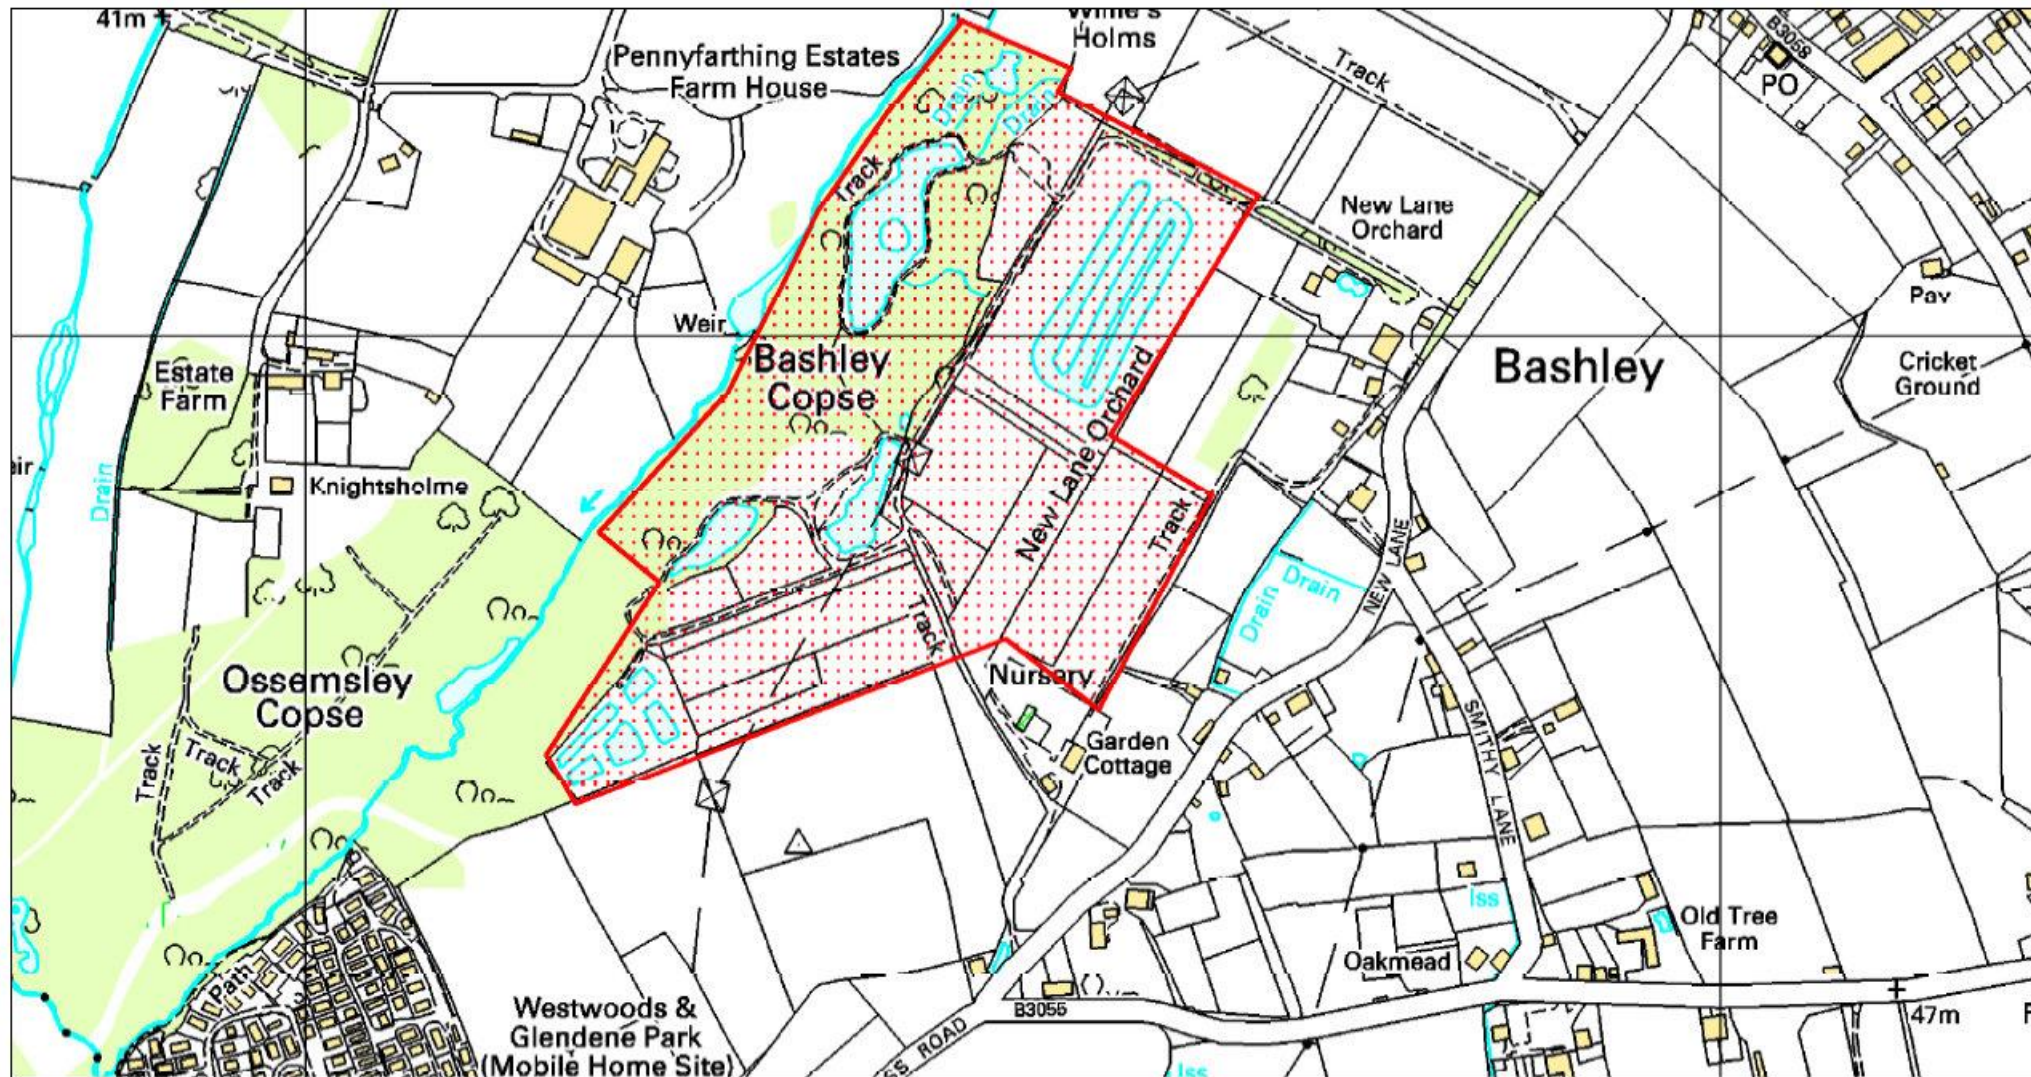 41m
Pennyfarthing Estates
Farm House
Holms
Track
B3058
PO
Drain
Drain
Track
New Lane
Orchard
Pav
Weir
Bashley
Copse
Estate
Farm
New Lane Orchard
Bashley
Cricket
Ground
Drain
Knightsholme
Track
NEW LANE
Drain
Drain
Track
Ossemsley
Copse
Nursery
Track
Track
Track
Garden
Cottage
SMITHY LANE
Iss
Old Tree
Farm
Oakmead
Path
Westwoods &
Glendene Park
(Mobile Home Site)
B3055
ROAD
47m
Iss